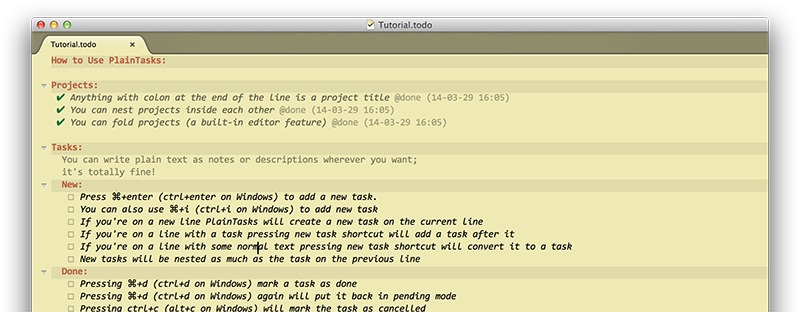 Tutorial.todo
Tutorial.todo ×
How to Use PlainTasks:
Projects:
✔ Anything with colon at the end of the line is a project title @done (14-03-29 16:05)
✔ You can nest projects inside each other @done (14-03-29 16:05)
✔ You can fold projects (a built-in editor feature) @done (14-03-29 16:05)
Tasks:
You can write plain text as notes or descriptions wherever you want;
it's totally fine!
New:
☐ Press ⌘+enter (ctrl+enter on Windows) to add a new task.
☐ You can also use ⌘+i (ctrl+i on Windows) to add new task
☐ If you're on a new line PlainTasks will create a new task on the current line
☐ If you're on a line with a task pressing new task shortcut will add a task after it
☐ If you're on a line with some normal text pressing new task shortcut will convert it to a task
☐ New tasks will be nested as much as the task on the previous line
Done:
☐ Pressing ⌘+d (ctrl+d on Windows) mark a task as done
☐ Pressing ⌘+d (ctrl+d on Windows) again will put it back in pending mode
☐ Pressing ctrl+c (alt+c on Windows) will mark the task as cancelled